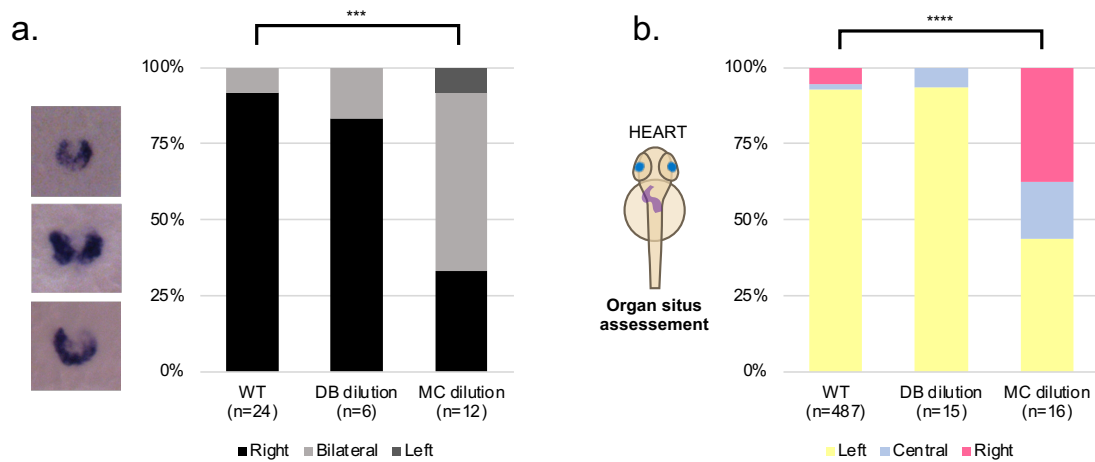 a.
***
100%
75%
50%
25%
0%
WT
(n=24)
DB dilution
(n=6)
MC dilution
(n=12)
Right Bilateral Left
b.
****
HEART
Organ situs
assessement
100%
75%
50%
25%
0%
WT
(n=487)
DB dilution
(n=15)
MC dilution
(n=16)
Left Central Right